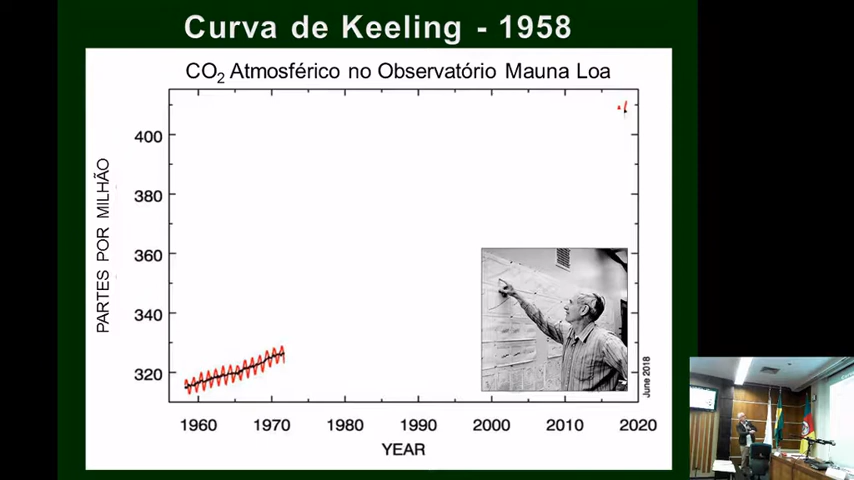 Curva de Keeling - 1958
CO₂ Atmosférico no Observatório Mauna Loa
PARTES POR MILHÃO
400
380
360
340
320
1960 1970 1980 1990 2000 2010 2020
YEAR
June 2018